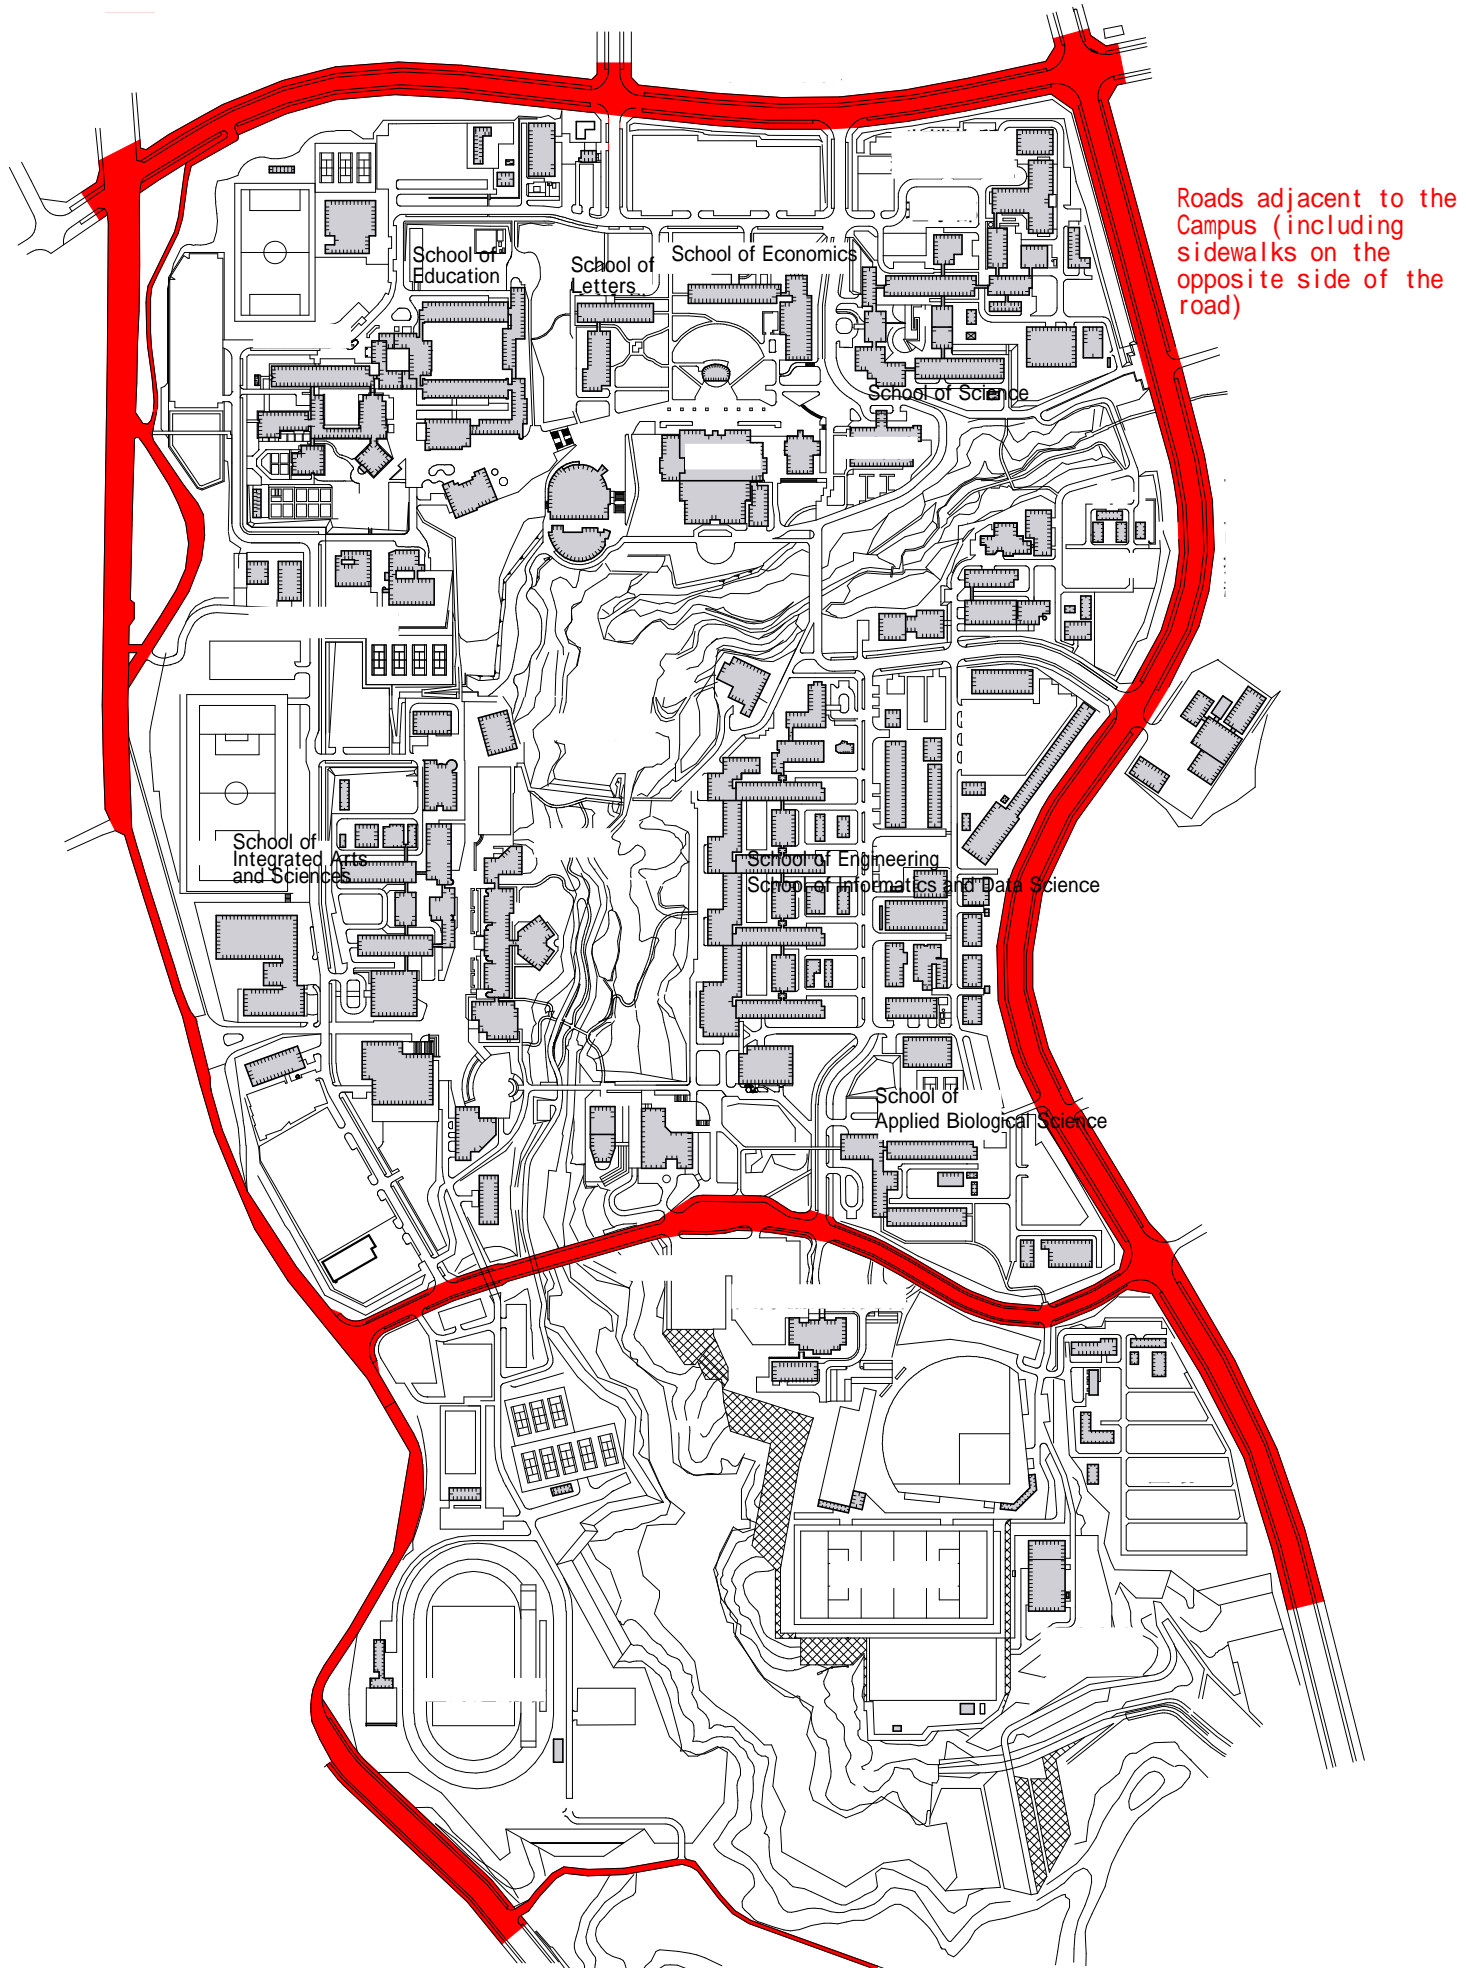 Roads adjacent to the
Campus (including
sidewalks on the
opposite side of the
road)
School of
Education
School of
Letters
School of Economics
School of Science
School of
Integrated Arts
and Sciences
School of Engineering
School of Informatics and Data Science
School of
Applied Biological Science